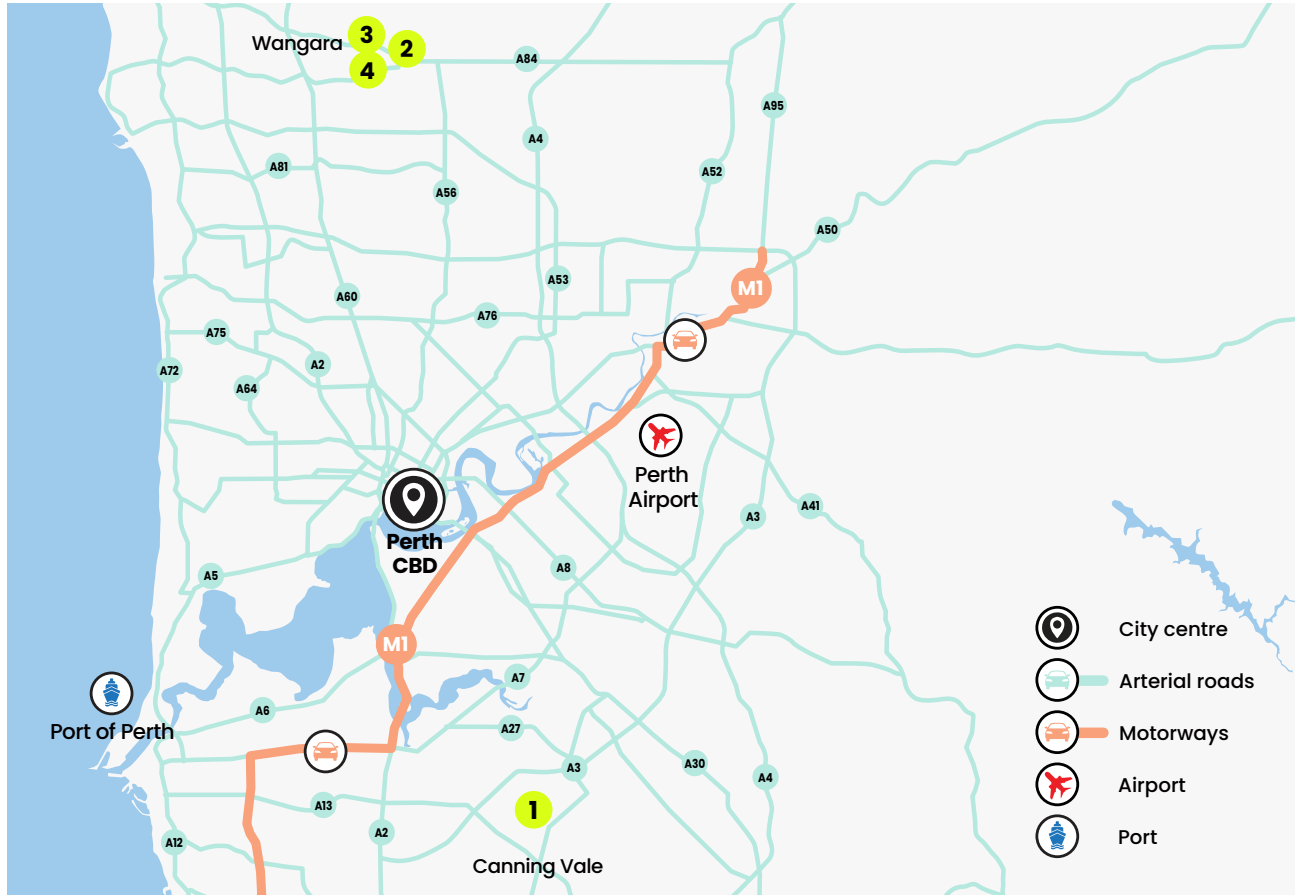 3
Wangara
2
4
A84
A95
A4
A81
A52
A56
A50
A53
M1
A60
A76
A75
A2
A72
A64
Perth
Airport
A3
A41
Perth
CBD
A8
A5
City centre
M1
A7
Arterial roads
A6
Port of Perth
A27
Motorways
A3
A30
A4
Airport
A13
1
A2
A12
Port
Canning Vale